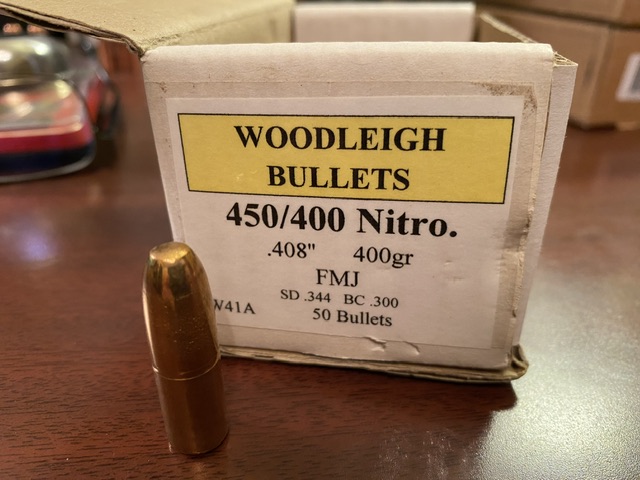 WOODLEIGH
BULLETS
450/400 Nitro.
.408" 400gr
FMJ
SD .344 BC .300
W41A 50 Bullets